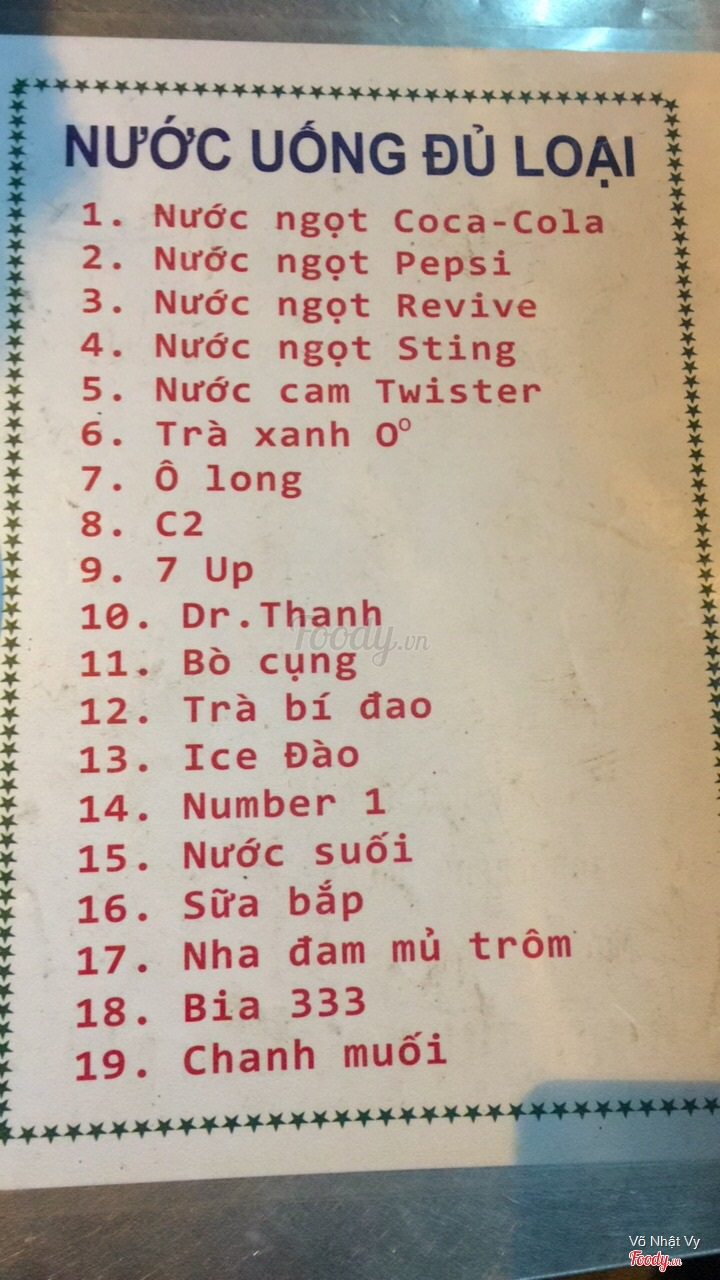 NƯỚC UỐNG ĐỦ LOẠI
1. Nước ngọt Coca-Cola
2. Nước ngọt Pepsi
3. Nước ngọt Revive
4. Nước ngọt Sting
5. Nước cam Twister
6. Trà xanh Oº
7. Ô long
8. C2
9. 7 Up
10. Dr.Thanh
11. Bò cụng
12. Trà bí đao
13. Ice Đào
14. Number 1
15. Nước suối
16. Sữa bắp
17. Nha đam mủ trôm
18. Bia 333
19. Chanh muối
Foody.vn
Võ Nhật Vy
Foody.vn